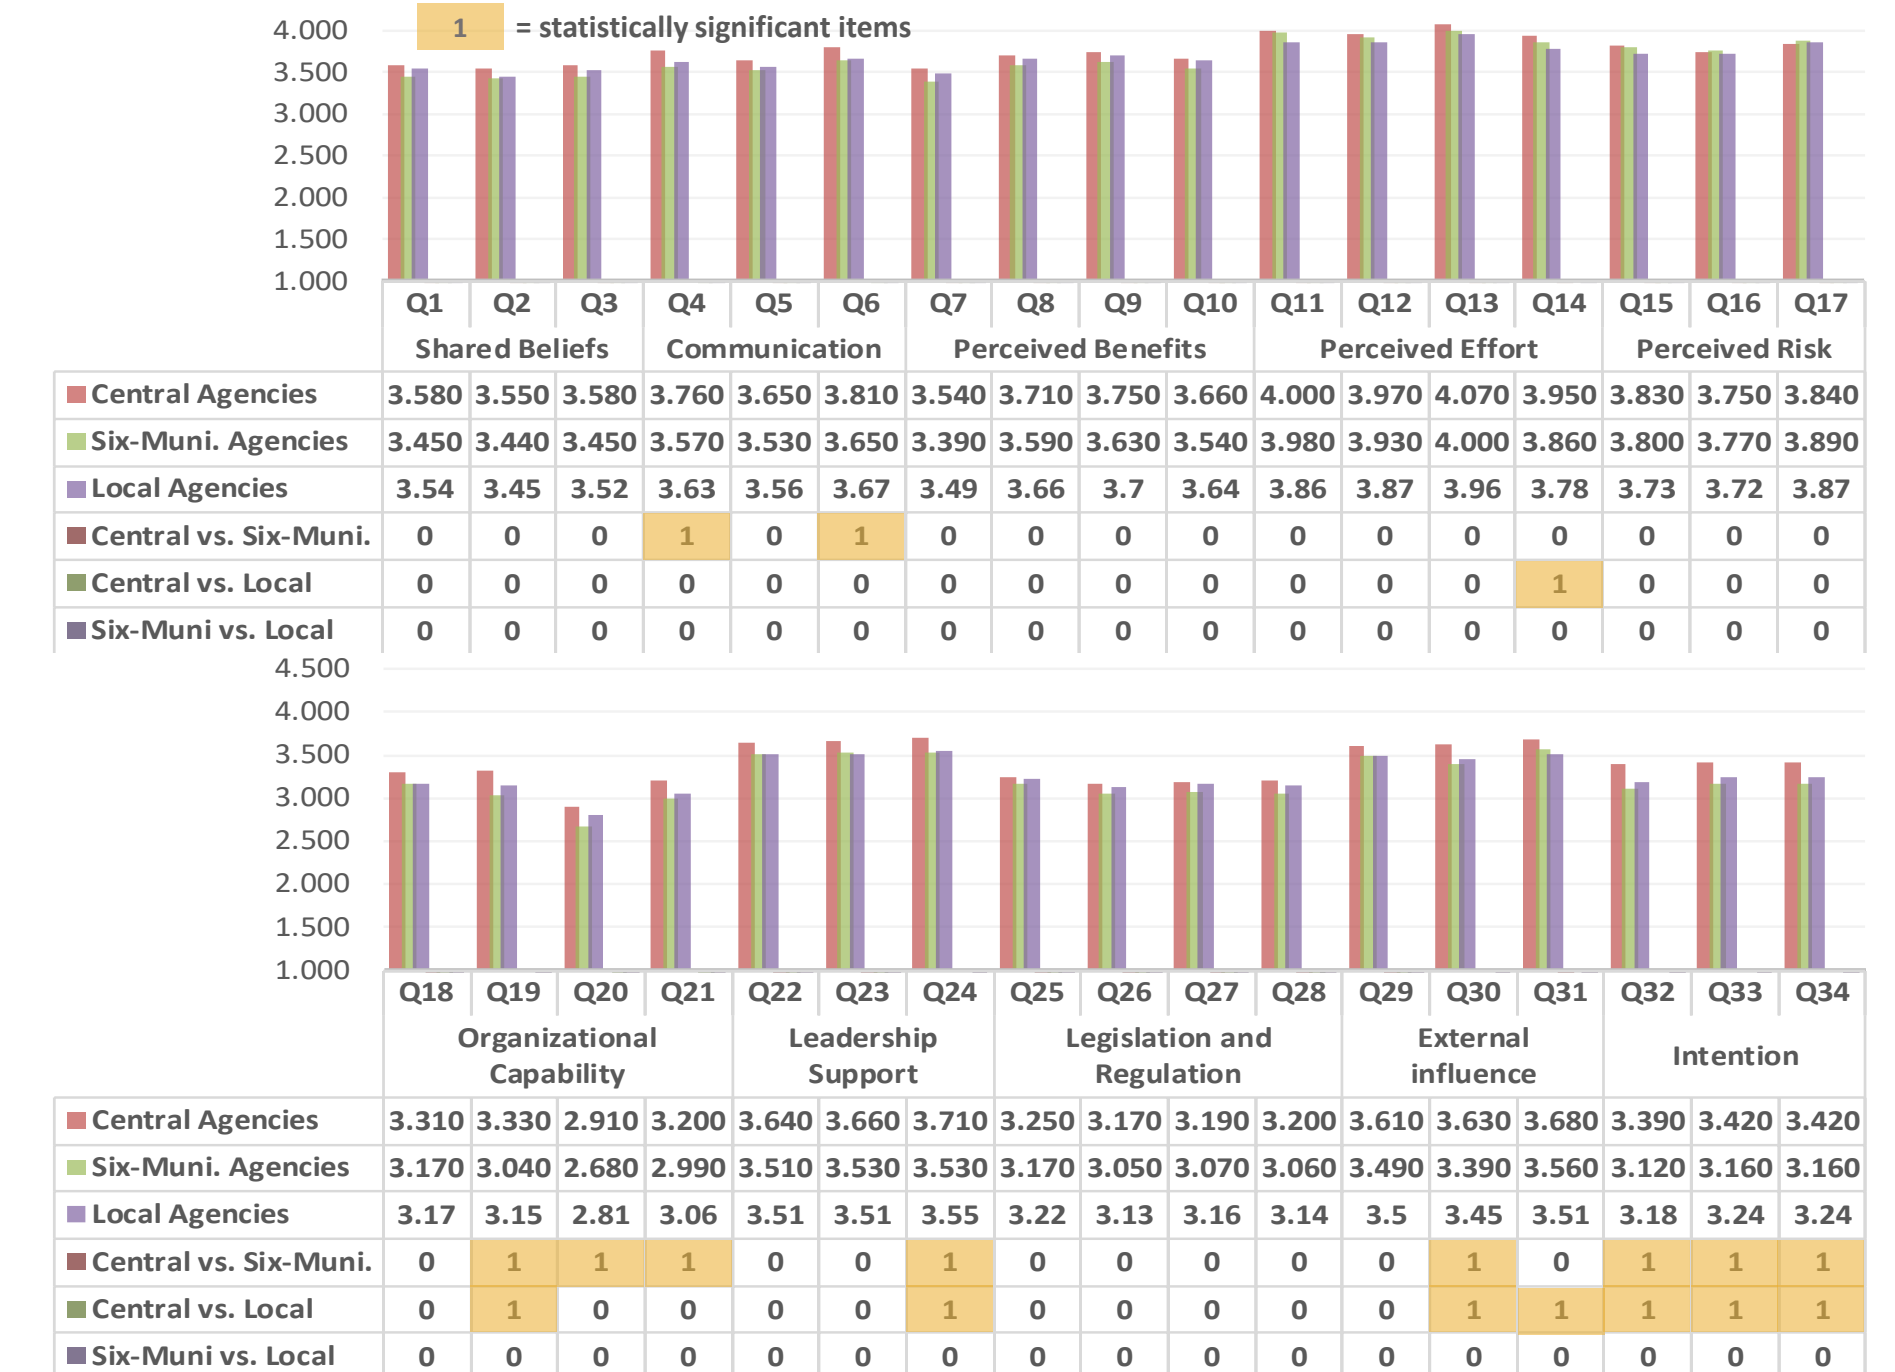 1 = statistically significant items
4.000
3.500
3.000
2.500
2.000
1.500
1.000
Q1 Q2 Q3 Q4 Q5 Q6 Q7 Q8 Q9 Q10 Q11 Q12 Q13 Q14 Q15 Q16 Q17
Shared Beliefs Communication Perceived Benefits Perceived Effort Perceived Risk
Central Agencies 3.580 3.550 3.580 3.760 3.650 3.810 3.540 3.710 3.750 3.660 4.000 3.970 4.070 3.950 3.830 3.750 3.840
Six-Muni. Agencies 3.450 3.440 3.450 3.570 3.530 3.650 3.390 3.590 3.630 3.540 3.980 3.930 4.000 3.860 3.800 3.770 3.890
Local Agencies 3.54 3.45 3.52 3.63 3.56 3.67 3.49 3.66 3.7 3.64 3.86 3.87 3.96 3.78 3.73 3.72 3.87
Central vs. Six-Muni. 0 0 0 1 0 1 0 0 0 0 0 0 0 0 0 0 0
Central vs. Local 0 0 0 0 0 0 0 0 0 0 0 0 0 1 0 0 0
Six-Muni vs. Local 0 0 0 0 0 0 0 0 0 0 0 0 0 0 0 0 0
4.500
4.000
3.500
3.000
2.500
2.000
1.500
1.000
Q18 Q19 Q20 Q21 Q22 Q23 Q24 Q25 Q26 Q27 Q28 Q29 Q30 Q31 Q32 Q33 Q34
Organizational Leadership Legislation and External Intention
Capability Support Regulation influence
Central Agencies 3.310 3.330 2.910 3.200 3.640 3.660 3.710 3.250 3.170 3.190 3.200 3.610 3.630 3.680 3.390 3.420 3.420
Six-Muni. Agencies 3.170 3.040 2.680 2.990 3.510 3.530 3.530 3.170 3.050 3.070 3.060 3.490 3.390 3.560 3.120 3.160 3.160
Local Agencies 3.17 3.15 2.81 3.06 3.51 3.51 3.55 3.22 3.13 3.16 3.14 3.5 3.45 3.51 3.18 3.24 3.24
Central vs. Six-Muni. 0 1 1 1 0 0 1 0 0 0 0 0 1 0 1 1 1
Central vs. Local 0 1 0 0 0 0 1 0 0 0 0 0 1 1 1 1 1
Six-Muni vs. Local 0 0 0 0 0 0 0 0 0 0 0 0 0 0 0 0 0